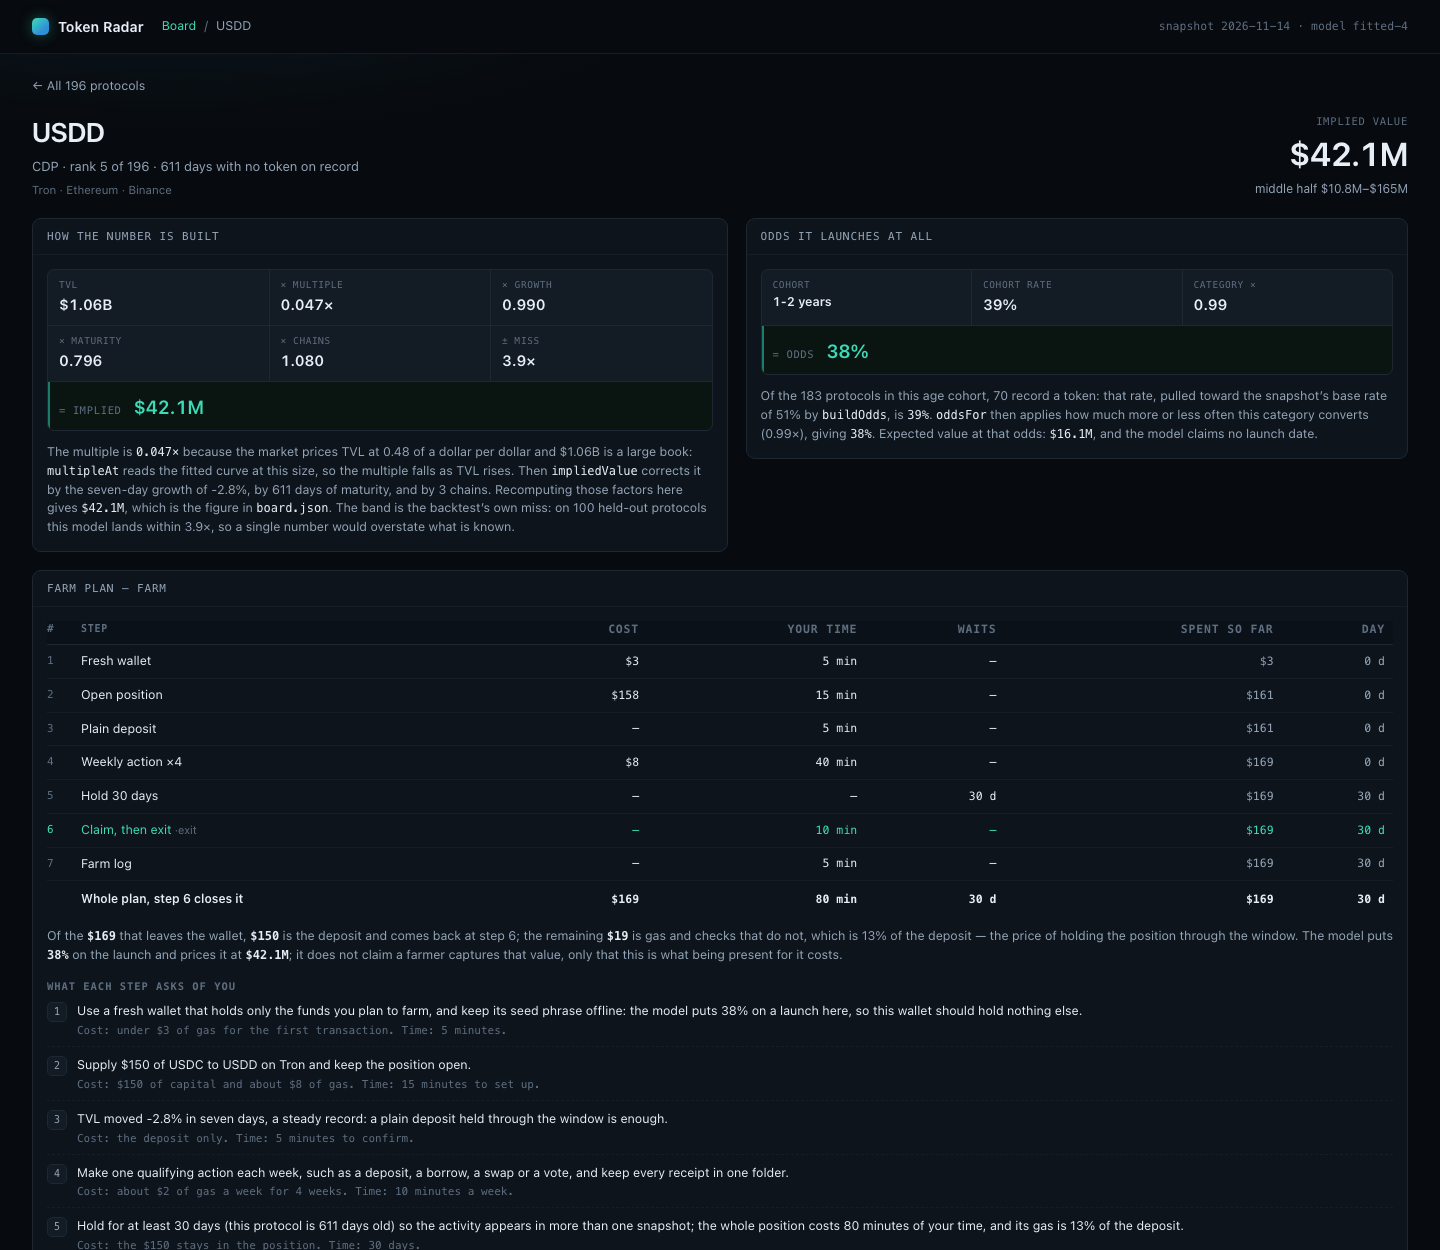 Token Radar Board / USDD snapshot 2026-11-14 · model fitted-4
← All 196 protocols
USDD
CDP · rank 5 of 196 · 611 days with no token on record
Tron · Ethereum · Binance
IMPLIED VALUE
$42.1M
middle half $10.8M–$165M
HOW THE NUMBER IS BUILT
TVL × MULTIPLE × GROWTH
$1.06B 0.047× 0.990
× MATURITY × CHAINS ± MISS
0.796 1.080 3.9×
= IMPLIED $42.1M
The multiple is 0.047× because the market prices TVL at 0.48 of a dollar per dollar and $1.06B is a large book:
multipleAt reads the fitted curve at this size, so the multiple falls as TVL rises. Then impliedValue corrects it
by the seven-day growth of -2.8%, by 611 days of maturity, and by 3 chains. Recomputing those factors here
gives $42.1M, which is the figure in board.json. The band is the backtest's own miss: on 100 held-out protocols
this model lands within 3.9×, so a single number would overstate what is known.
ODDS IT LAUNCHES AT ALL
COHORT COHORT RATE CATEGORY ×
1-2 years 39% 0.99
= ODDS 38%
Of the 183 protocols in this age cohort, 70 record a token: that rate, pulled toward the snapshot's base rate
of 51% by buildOdds, is 39%. oddsFor then applies how much more or less often this category converts
(0.99×), giving 38%. Expected value at that odds: $16.1M, and the model claims no launch date.
FARM PLAN — FARM
# STEP COST YOUR TIME WAITS SPENT SO FAR DAY
1 Fresh wallet $3 5 min — $3 0 d
2 Open position $158 15 min — $161 0 d
3 Plain deposit — 5 min — $161 0 d
4 Weekly action ×4 $8 40 min — $169 0 d
5 Hold 30 days — — 30 d $169 30 d
6 Claim, then exit ·exit — 10 min — $169 30 d
7 Farm log — 5 min — $169 30 d
Whole plan, step 6 closes it $169 80 min 30 d $169 30 d
Of the $169 that leaves the wallet, $150 is the deposit and comes back at step 6; the remaining $19 is gas and checks that do not, which is 13% of the deposit — the price of holding the position through the window. The model puts
38% on the launch and prices it at $42.1M; it does not claim a farmer captures that value, only that this is what being present for it costs.
WHAT EACH STEP ASKS OF YOU
1 Use a fresh wallet that holds only the funds you plan to farm, and keep its seed phrase offline: the model puts 38% on a launch here, so this wallet should hold nothing else.
Cost: under $3 of gas for the first transaction. Time: 5 minutes.
2 Supply $150 of USDC to USDD on Tron and keep the position open.
Cost: $150 of capital and about $8 of gas. Time: 15 minutes to set up.
3 TVL moved -2.8% in seven days, a steady record: a plain deposit held through the window is enough.
Cost: the deposit only. Time: 5 minutes to confirm.
4 Make one qualifying action each week, such as a deposit, a borrow, a swap or a vote, and keep every receipt in one folder.
Cost: about $2 of gas a week for 4 weeks. Time: 10 minutes a week.
5 Hold for at least 30 days (this protocol is 611 days old) so the activity appears in more than one snapshot; the whole position costs 80 minutes of your time, and its gas is 13% of the deposit.
Cost: the $150 stays in the position. Time: 30 days.